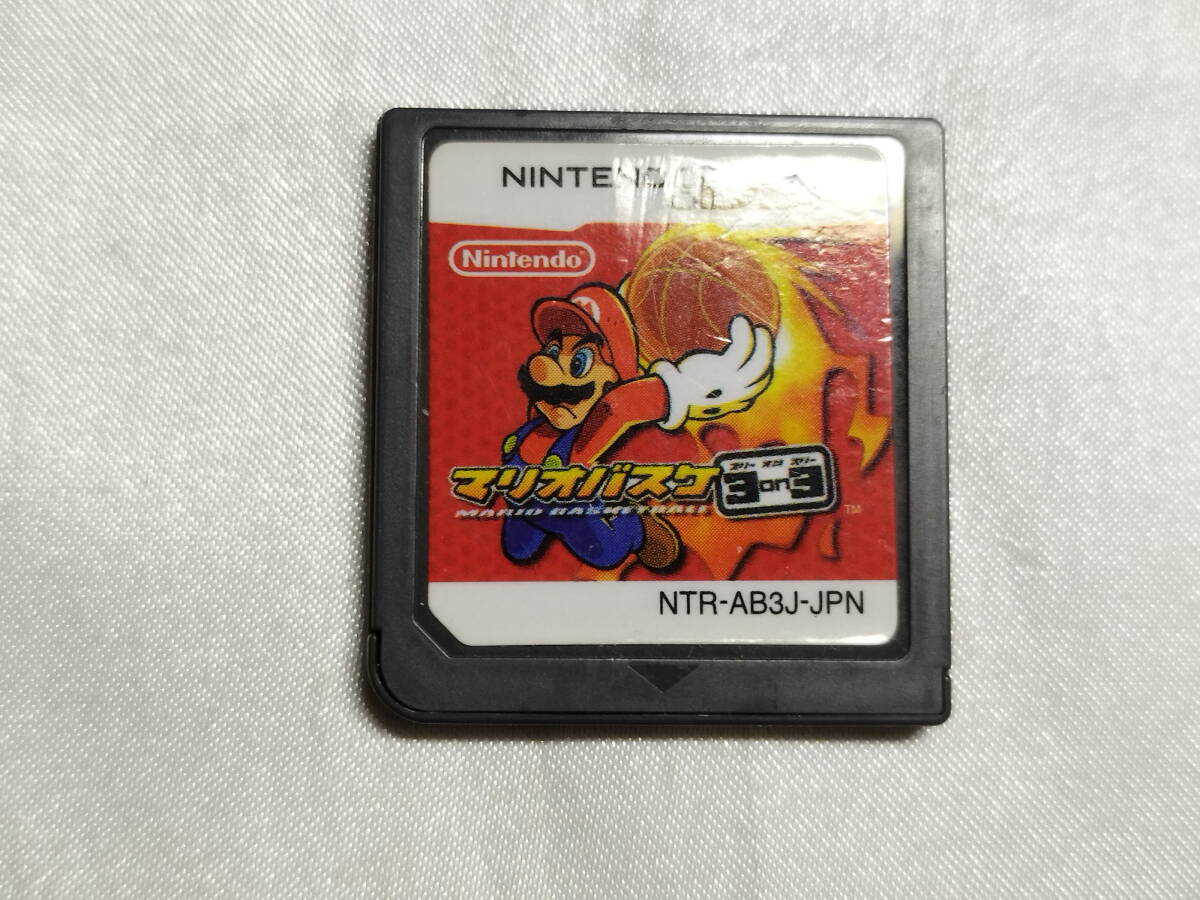 NINTENDO
Nintendo
M
マリオバスケ
スリー オン スリー
3on3
MARIO BASKETBALL
TM
NTR-AB3J-JPN